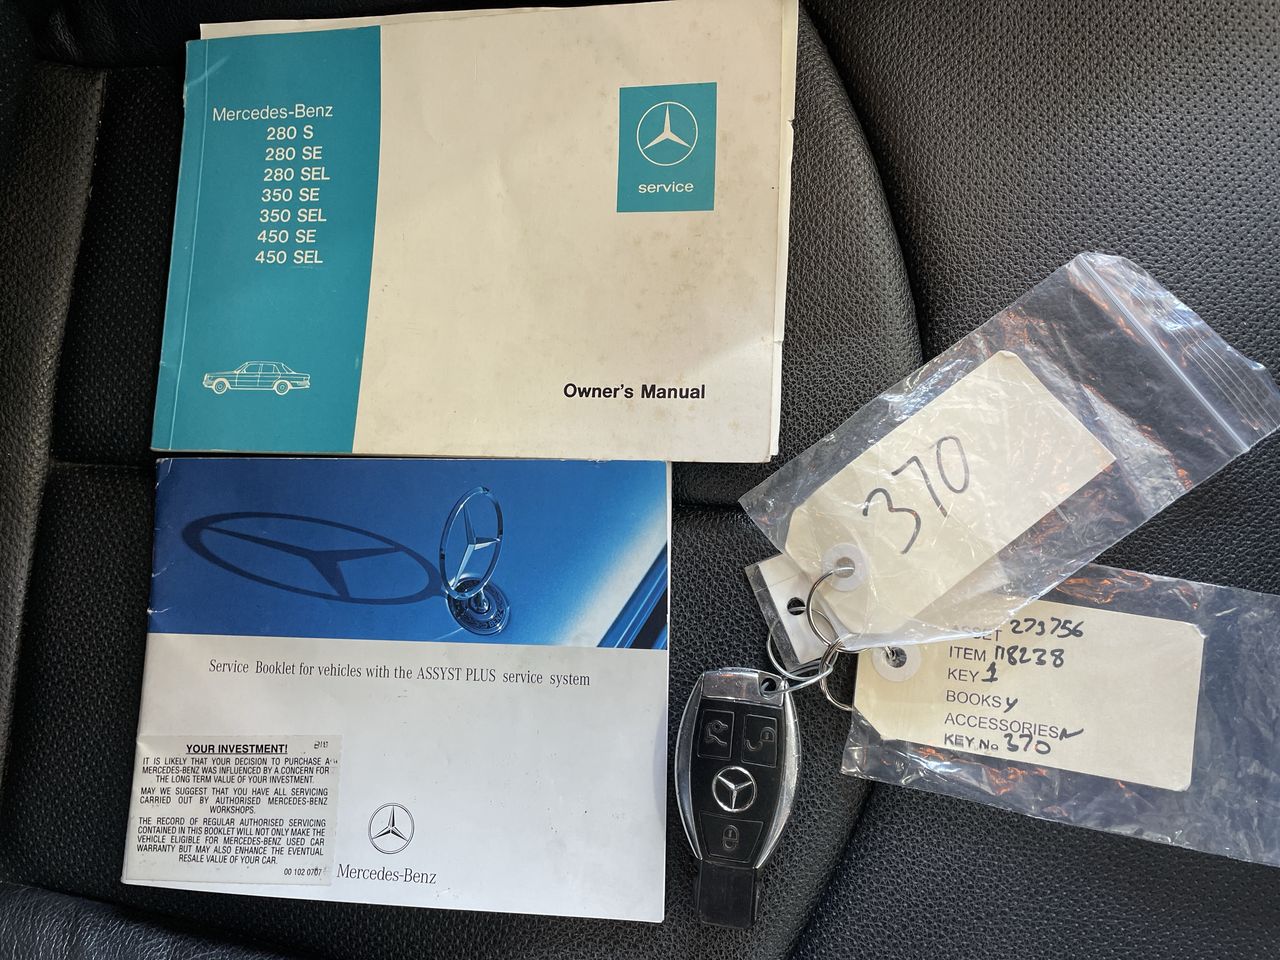 Mercedes-Benz
280 S
280 SE
280 SEL
350 SE
350 SEL
450 SE
450 SEL
service
Owner's Manual
Service Booklet for vehicles with the ASSYST PLUS service system
YOUR INVESTMENT!
IT IS LIKELY THAT YOUR DECISION TO PURCHASE A
MERCEDES-BENZ WAS INFLUENCED BY A CONCERN FOR
THE LONG TERM VALUE OF YOUR INVESTMENT.
MAY WE SUGGEST THAT YOU HAVE ALL SERVICING
CARRIED OUT BY AUTHORISED MERCEDES-BENZ
WORKSHOPS.
THE RECORD OF REGULAR AUTHORISED SERVICING
CONTAINED IN THIS BOOKLET WILL NOT ONLY MAKE THE
VEHICLE ELIGIBLE FOR MERCEDES-BENZ USED CAR
WARRANTY BUT MAY ALSO ENHANCE THE EVENTUAL
RESALE VALUE OF YOUR CAR.
00 102 0707
Mercedes-Benz
370
ASSET 273756
ITEM 118238
KEY 1
BOOKS y
ACCESSORIES N
KEY No 370